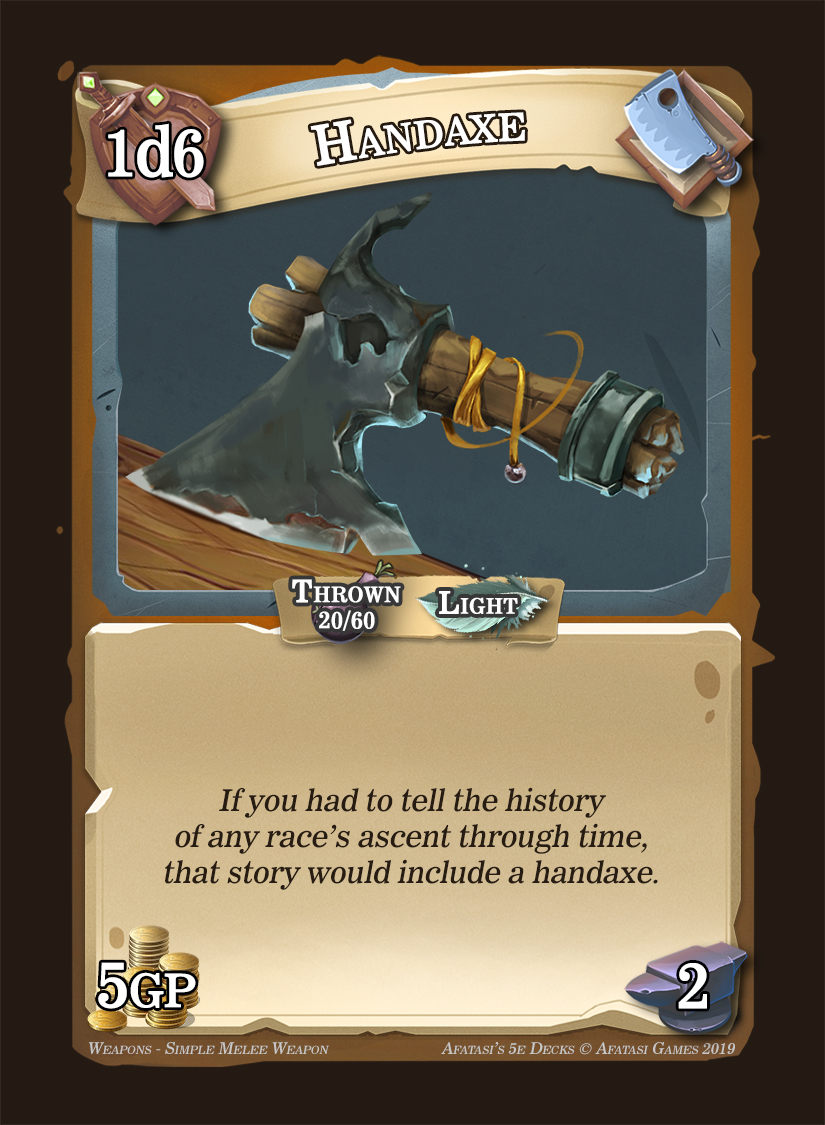 1d6
Handaxe
Thrown
20/60
Light
If you had to tell the history
of any race's ascent through time,
that story would include a handaxe.
5GP
2
Weapons - Simple Melee Weapon
Afatasi's 5e Decks © Afatasi Games 2019